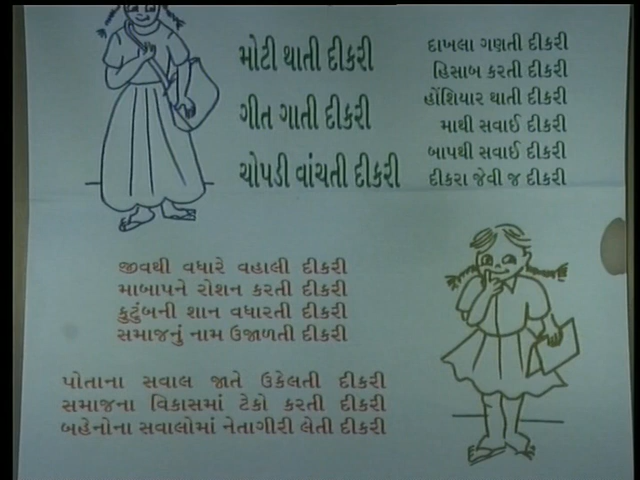 મોટી થાતી દીકરી
ગીત ગાતી દીકરી
ચોપડી વાંચતી દીકરી
દાખલા ગણતી દીકરી
હિસાબ કરતી દીકરી
હોંશિયાર થાતી દીકરી
માથી સવાઈ દીકરી
બાપથી સવાઈ દીકરી
દીકરા જેવી જ દીકરી
જીવથી વધારે વહાલી દીકરી
માબાપને રોશન કરતી દીકરી
કુટુંબની શાન વધારતી દીકરી
સમાજનું નામ ઉજાળતી દીકરી
પોતાના સવાલ જાતે ઉકેલતી દીકરી
સમાજના વિકાસમાં ટેકો કરતી દીકરી
બહેનોના સવાલોમાં નેતાગીરી લેતી દીકરી